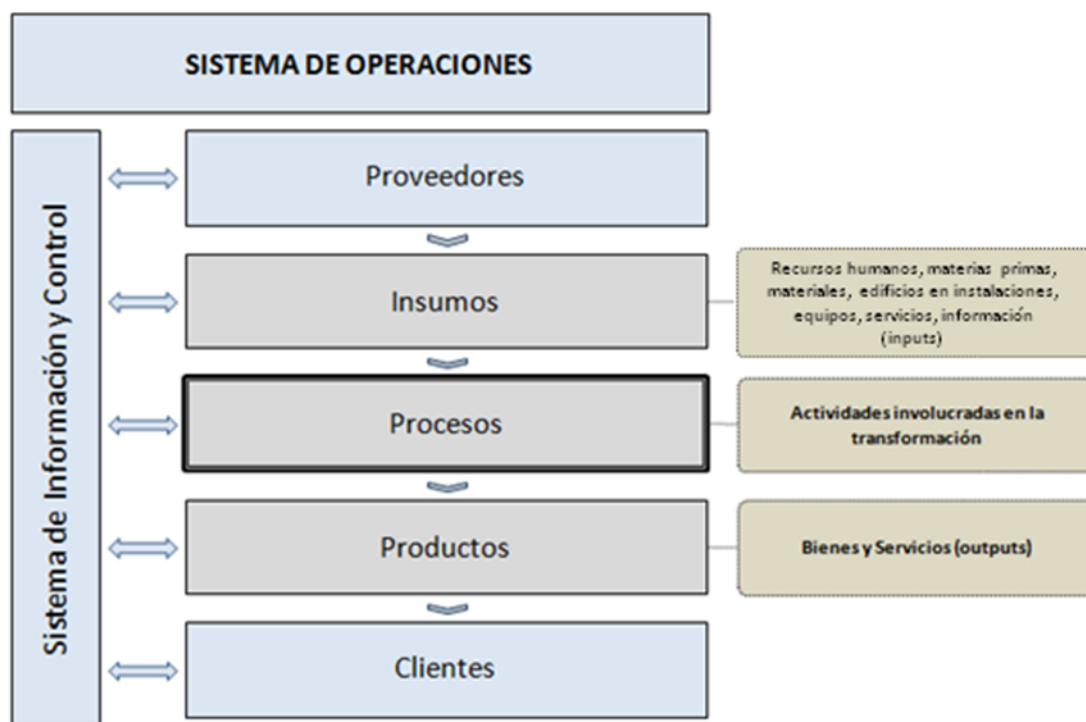 SISTEMA DE OPERACIONES
Sistema de Información y Control
Proveedores
Insumos
Recursos humanos, materias primas,
materiales, edificios en instalaciones,
equipos, servicios, información
(inputs)
Procesos
Actividades involucradas en la
transformación
Productos
Bienes y Servicios (outputs)
Clientes